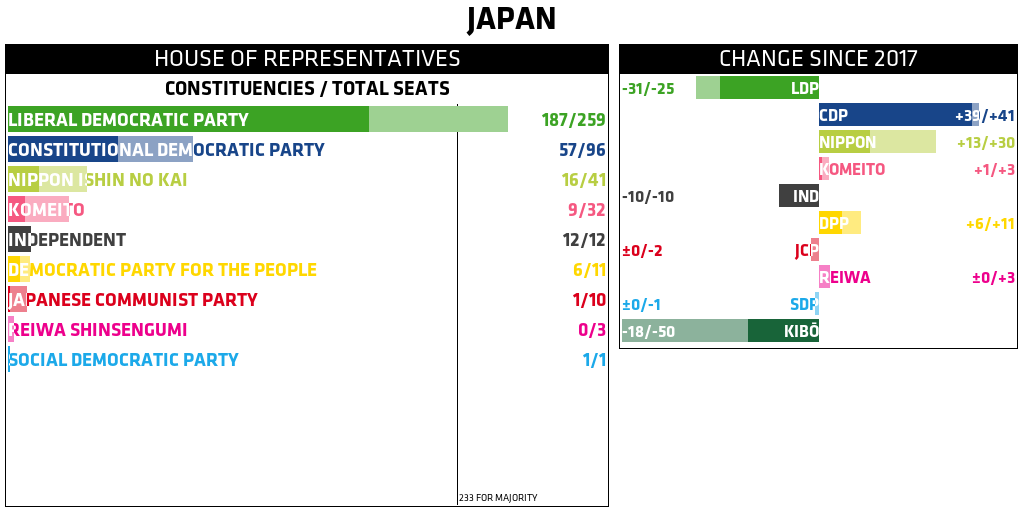 JAPAN
HOUSE OF REPRESENTATIVES
CONSTITUENCIES / TOTAL SEATS
LIBERAL DEMOCRATIC PARTY 187/259
CONSTITUTIONAL DEMOCRATIC PARTY 57/96
NIPPON ISHIN NO KAI 16/41
KOMEITO 9/32
INDEPENDENT 12/12
DEMOCRATIC PARTY FOR THE PEOPLE 6/11
JAPANESE COMMUNIST PARTY 1/10
REIWA SHINSENGUMI 0/3
SOCIAL DEMOCRATIC PARTY 1/1
233 FOR MAJORITY
CHANGE SINCE 2017
-31/-25 LDP
CDP +39/+41
NIPPON +13/+30
KOMEITO +1/+3
-10/-10 IND
DPP +6/+11
±0/-2 JCP
REIWA ±0/+3
±0/-1 SDP
-18/-50 KIBŌ